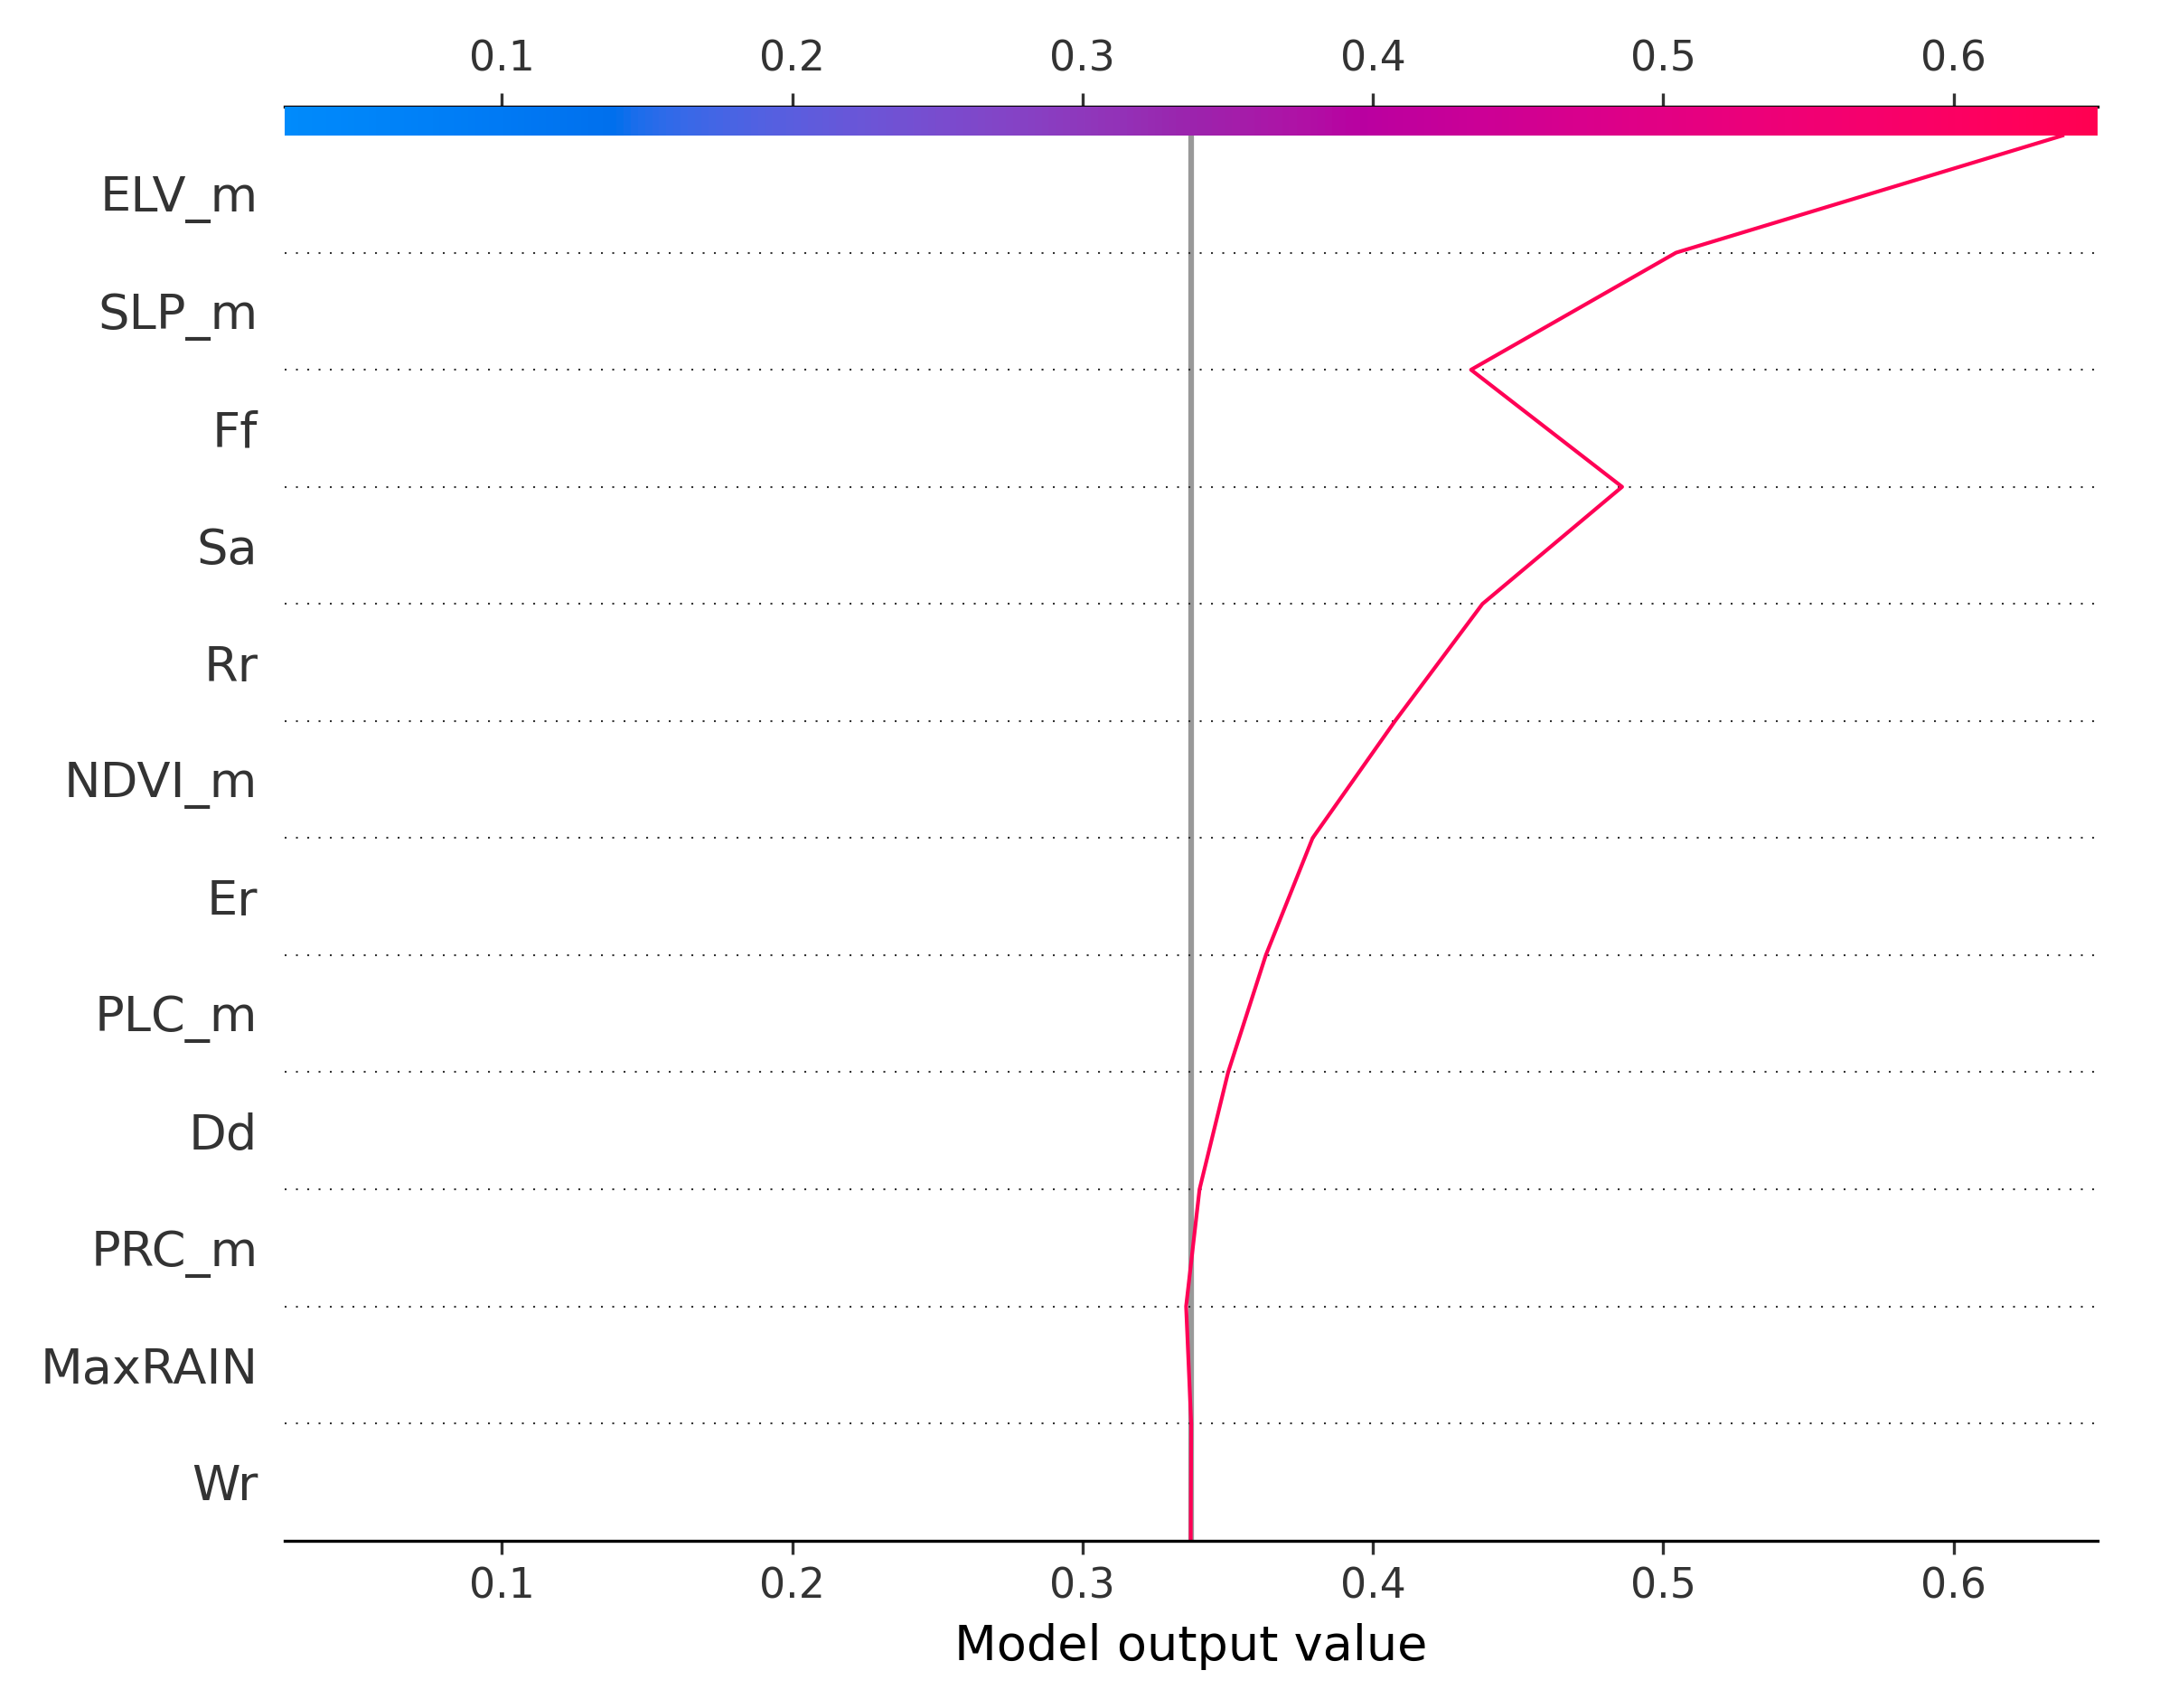 0.1 0.2 0.3 0.4 0.5 0.6
ELV_m
SLP_m
Ff
Sa
Rr
NDVI_m
Er
PLC_m
Dd
PRC_m
MaxRAIN
Wr
0.1 0.2 0.3 0.4 0.5 0.6
Model output value